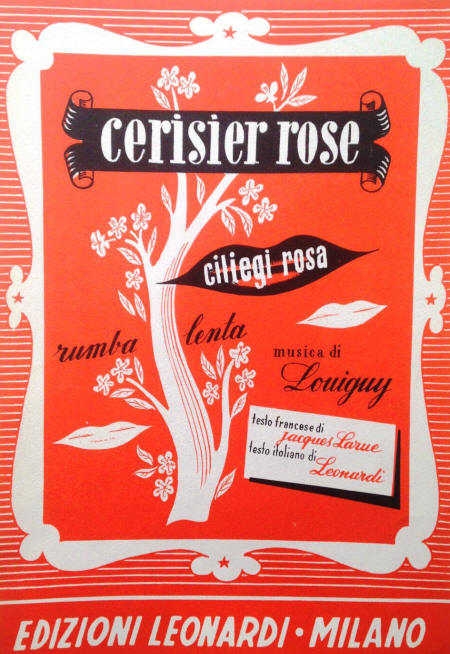 cerisier rose
ciliegi rosa
rumba lenta
musica di
Louiguy
testo francese di
Jacques Larue
testo italiano di
Leonardi
EDIZIONI LEONARDI • MILANO